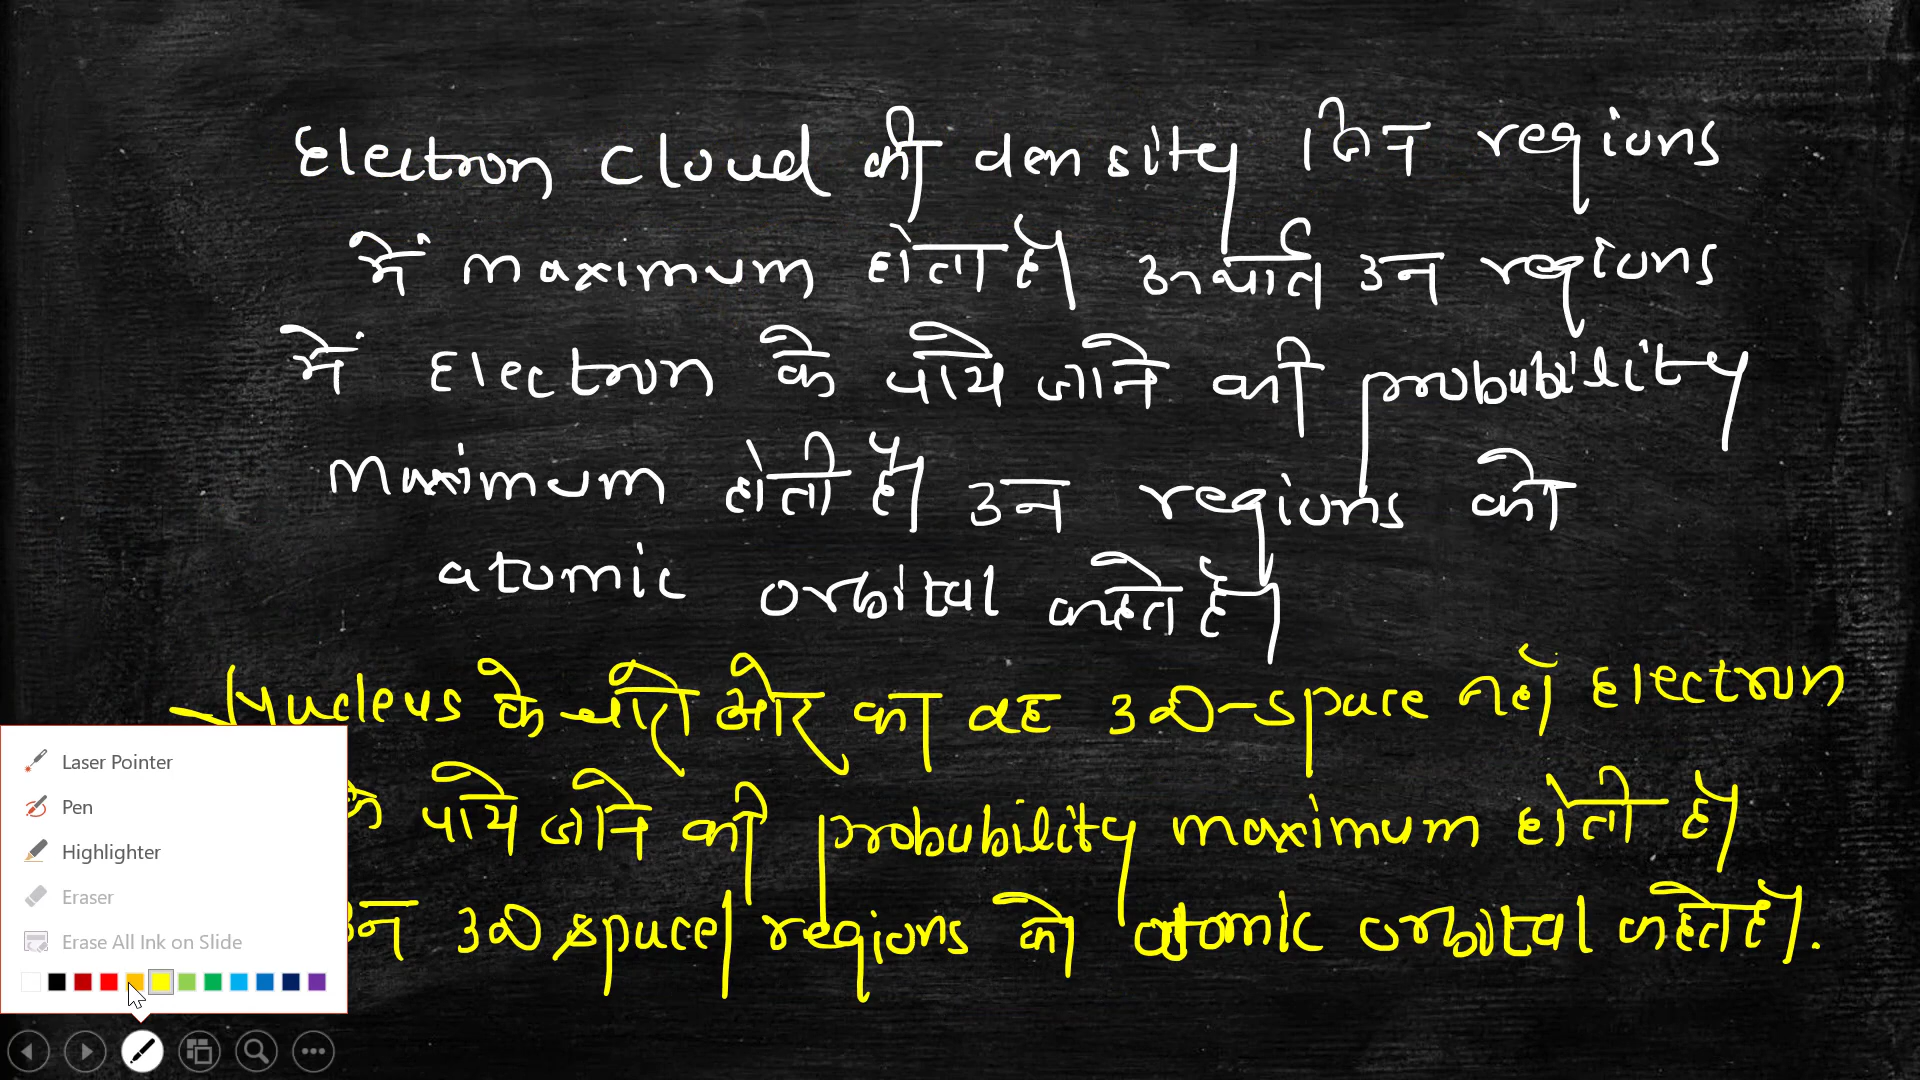 Electron cloud की density जिन regions
में maximum होता है। अर्थात उन regions
में Electron के पाये जाने की probability
maximum होती है। उन regions को
atomic orbital कहते है।
Nucleus के चारो ओर का वह 3D-space जहाँ Electron
के पाये जाने की probability maximum होती है।
उन 3D space/ regions को atomic orbital कहते है.
Laser Pointer
Pen
Highlighter
Eraser
Erase All Ink on Slide